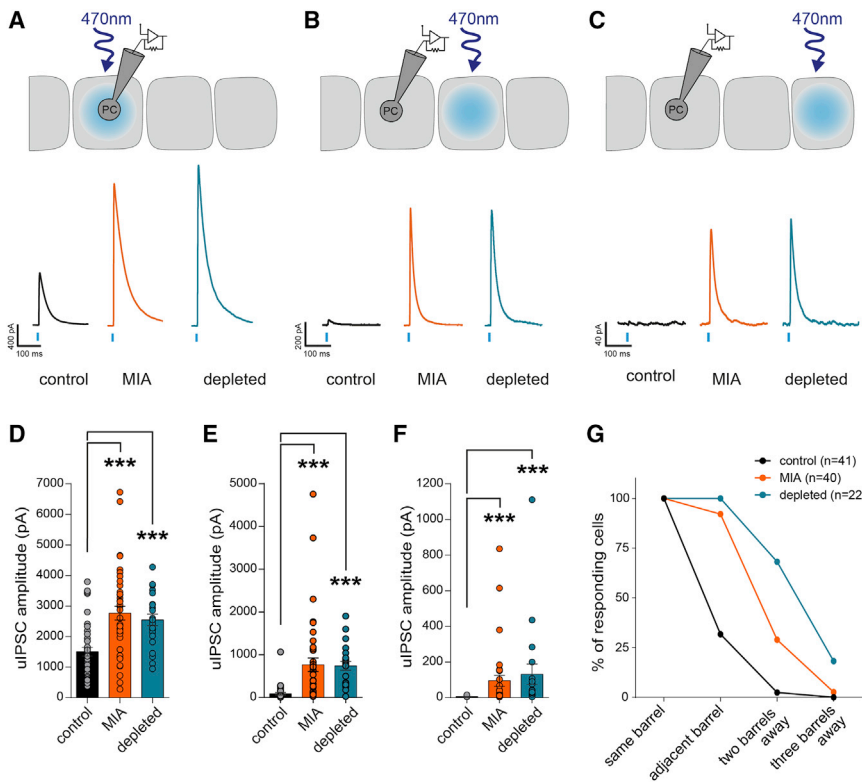 A
470nm
PC
400 pA
100 ms
control MIA depleted
B
470nm
PC
200 pA
100 ms
control MIA depleted
C
470nm
PC
40 pA
100 ms
control MIA depleted
D
***
***
uIPSC amplitude (pA)
7000
6000
5000
4000
3000
2000
1000
0
control MIA depleted
E
***
***
uIPSC amplitude (pA)
5000
4000
3000
2000
1000
0
control MIA depleted
F
***
***
uIPSC amplitude (pA)
1200
1000
800
600
400
200
0
control MIA depleted
G
control (n=41)
MIA (n=40)
depleted (n=22
% of responding cells
100
75
50
25
0
same barrel
adjacent barrel
two barrels
away
three barrels
away